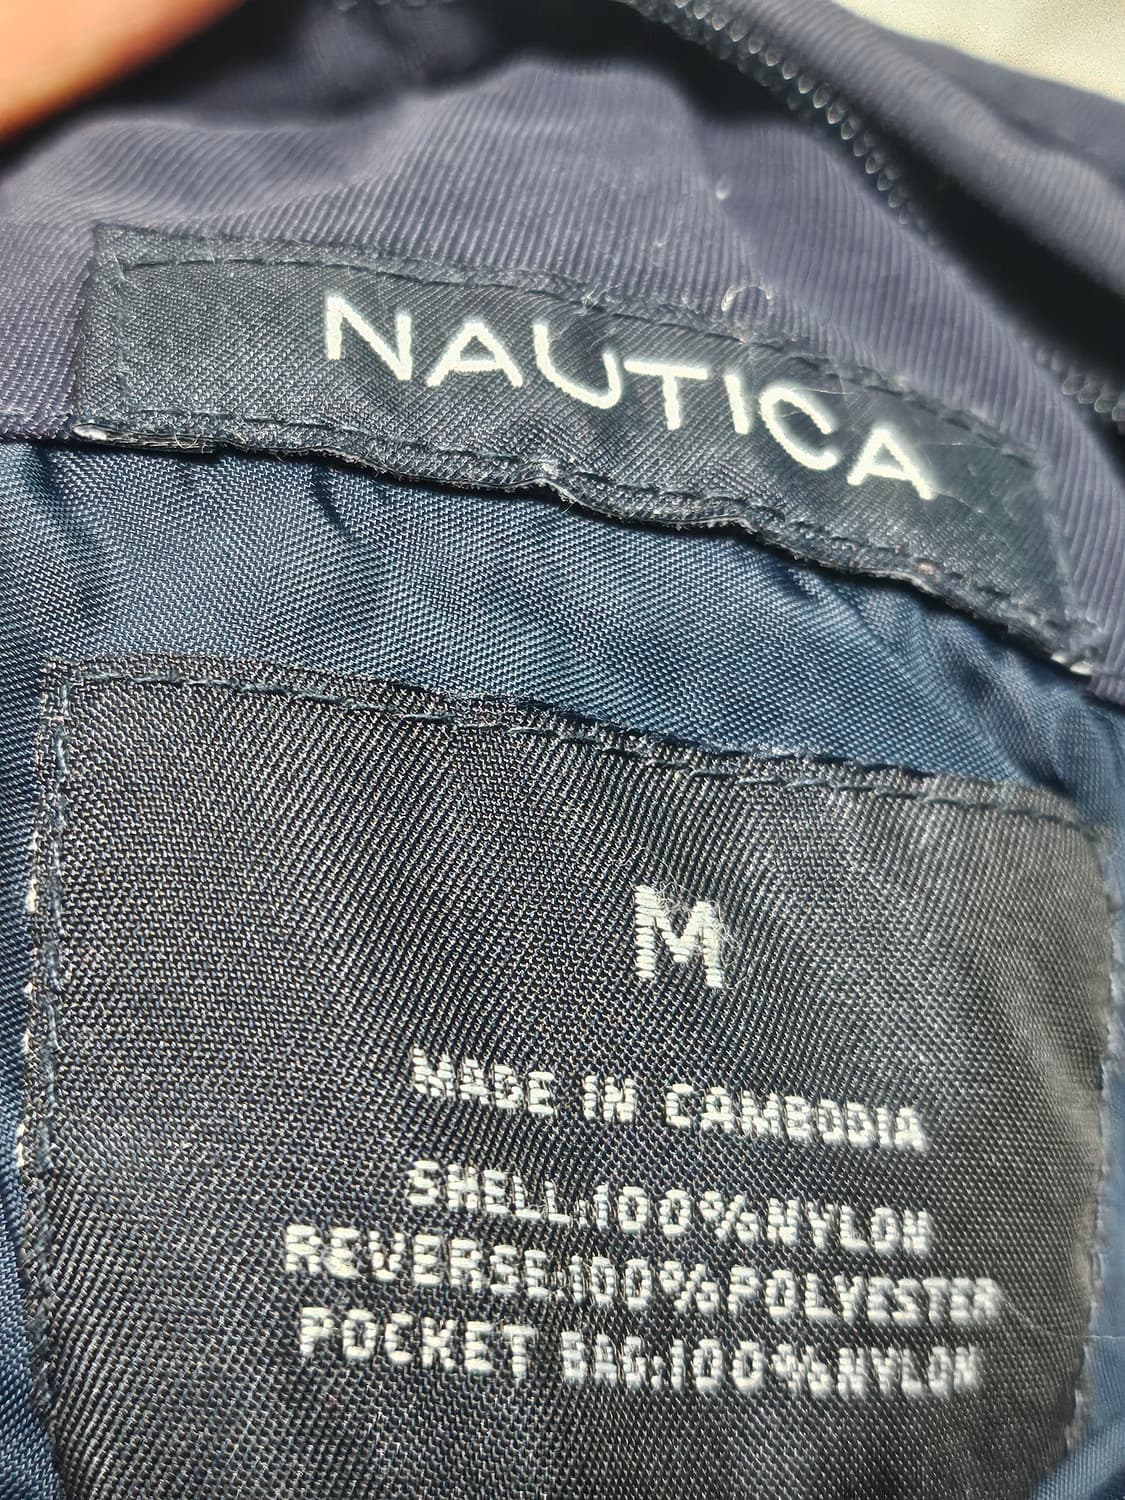 NAUTICA
M
MADE IN CAMBODIA
SHELL:100%NYLON
REVERSE:100%POLYESTER
POCKET BAG:100%NYLON